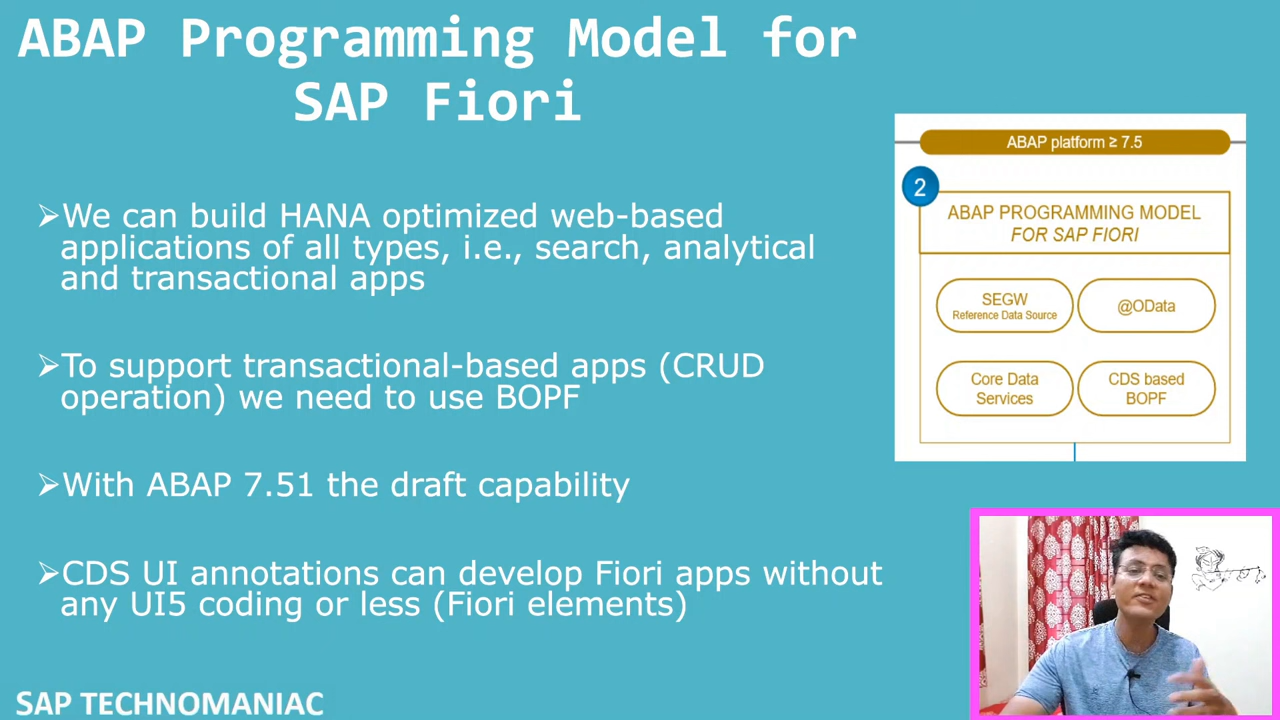 ABAP Programming Model for
SAP Fiori
➢We can build HANA optimized web-based
applications of all types, i.e., search, analytical
and transactional apps
➢To support transactional-based apps (CRUD
operation) we need to use BOPF
➢With ABAP 7.51 the draft capability
➢CDS UI annotations can develop Fiori apps without
any UI5 coding or less (Fiori elements)
SAP TECHNOMANIAC
ABAP platform ≥ 7.5
2
ABAP PROGRAMMING MODEL
FOR SAP FIORI
SEGW
Reference Data Source
@OData
Core Data
Services
CDS based
BOPF